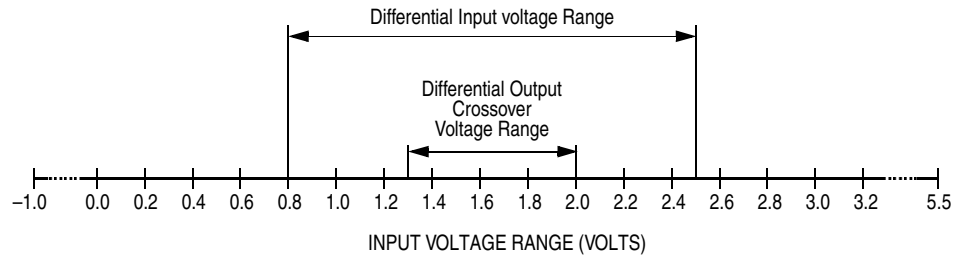 Differential Input voltage Range
Differential Output
Crossover
Voltage Range
–1.0 0.0 0.2 0.4 0.6 0.8 1.0 1.2 1.4 1.6 1.8 2.0 2.2 2.4 2.6 2.8 3.0 3.2 5.5
INPUT VOLTAGE RANGE (VOLTS)